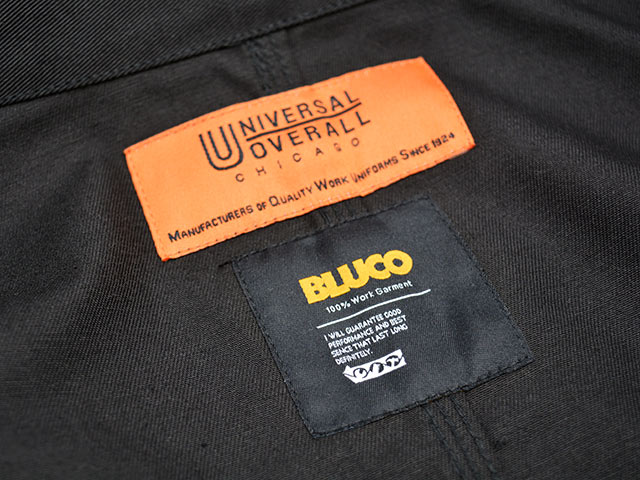 UNIVERSAL
OVERALL
CHICAGO
MANUFACTURERS OF QUALITY WORK UNIFORMS SINCE 1924
BLUCO
100% Work Garment
I WILL GUARANTEE GOOD
PERFORMANCE AND BEST
SENCE THAT LAST LONG
DEFINITELY.